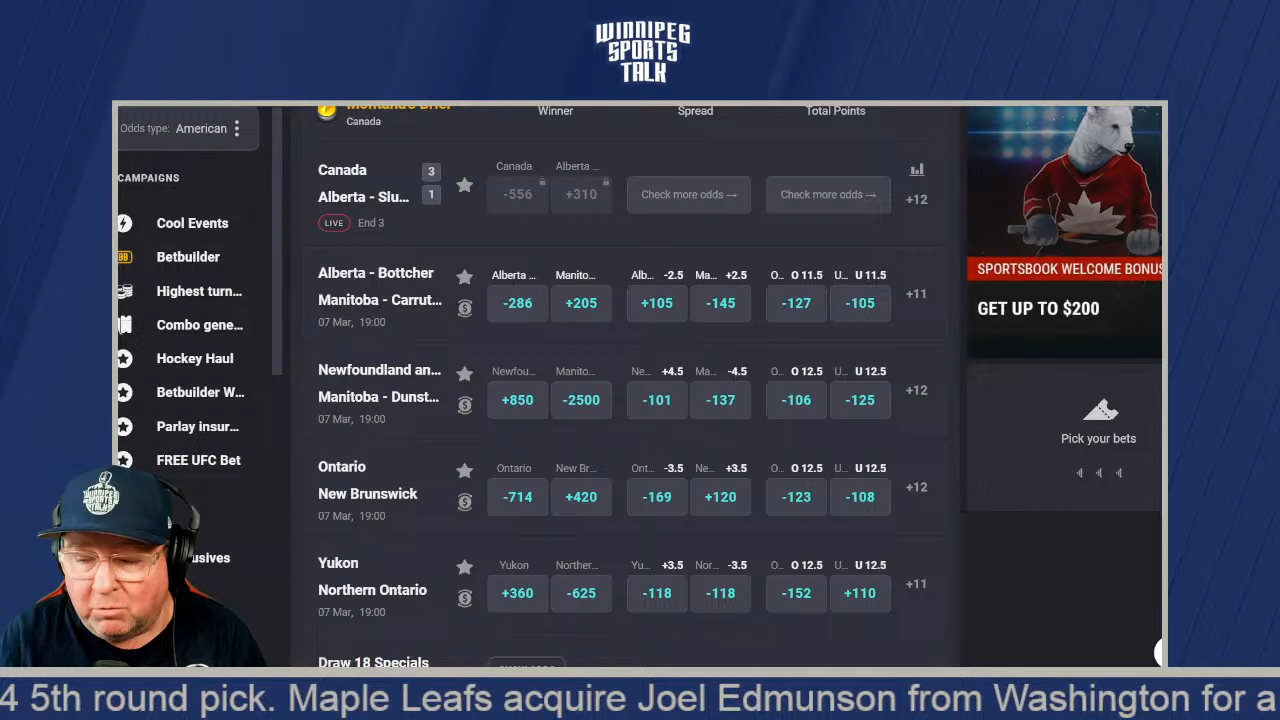 WINNIPEG
SPORTS
TALK
Odds type: American
CAMPAIGNS
Cool Events
BB Betbuilder
Highest turn...
Combo gene...
Hockey Haul
Betbuilder W...
Parlay insur...
FREE UFC Bet
usives
Montana's Brier
Canada
Winner Spread Total Points
Canada 3
Alberta - Slu... 1
LIVE End 3
Canada Alberta ...
-556 +310 Check more odds → Check more odds → +12
Alberta - Bottcher
Manitoba - Carrut...
07 Mar, 19:00
Alberta ... Manito... Alb... -2.5 Ma... +2.5 O... O 11.5 U... U 11.5
-286 +205 +105 -145 -127 -105 +11
Newfoundland an...
Manitoba - Dunst...
07 Mar, 19:00
Newfou... Manito... Ne... +4.5 Ma... -4.5 O... O 12.5 U... U 12.5
+850 -2500 -101 -137 -106 -125 +12
Ontario
New Brunswick
07 Mar, 19:00
Ontario New Br... Ont... -3.5 Ne... +3.5 O... O 12.5 U... U 12.5
-714 +420 -169 +120 -123 -108 +12
Yukon
Northern Ontario
07 Mar, 19:00
Yukon Norther... Yu... +3.5 Nor... -3.5 O... O 12.5 U... U 12.5
+360 -625 -118 -118 -152 +110 +11
Draw 18 Specials
SPORTSBOOK WELCOME BONUS
GET UP TO $200
Pick your bets
WINNIPEG
SPORTS
TALK
4 5th round pick. Maple Leafs acquire Joel Edmunson from Washington for a